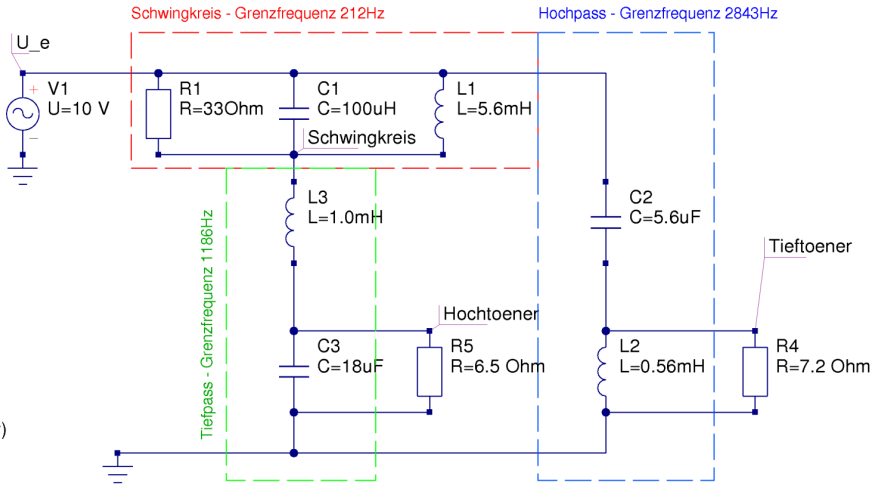 Schwingkreis - Grenzfrequenz 212Hz
Hochpass - Grenzfrequenz 2843Hz
U_e
+
V1
U=10 V
–
R1
R=33Ohm
C1
C=100uH
L1
L=5.6mH
Schwingkreis
L3
L=1.0mH
C2
C=5.6uF
Tiefpass - Grenzfrequenz 1186Hz
Tieftoener
Hochtoener
C3
C=18uF
R5
R=6.5 Ohm
L2
L=0.56mH
R4
R=7.2 Ohm
)